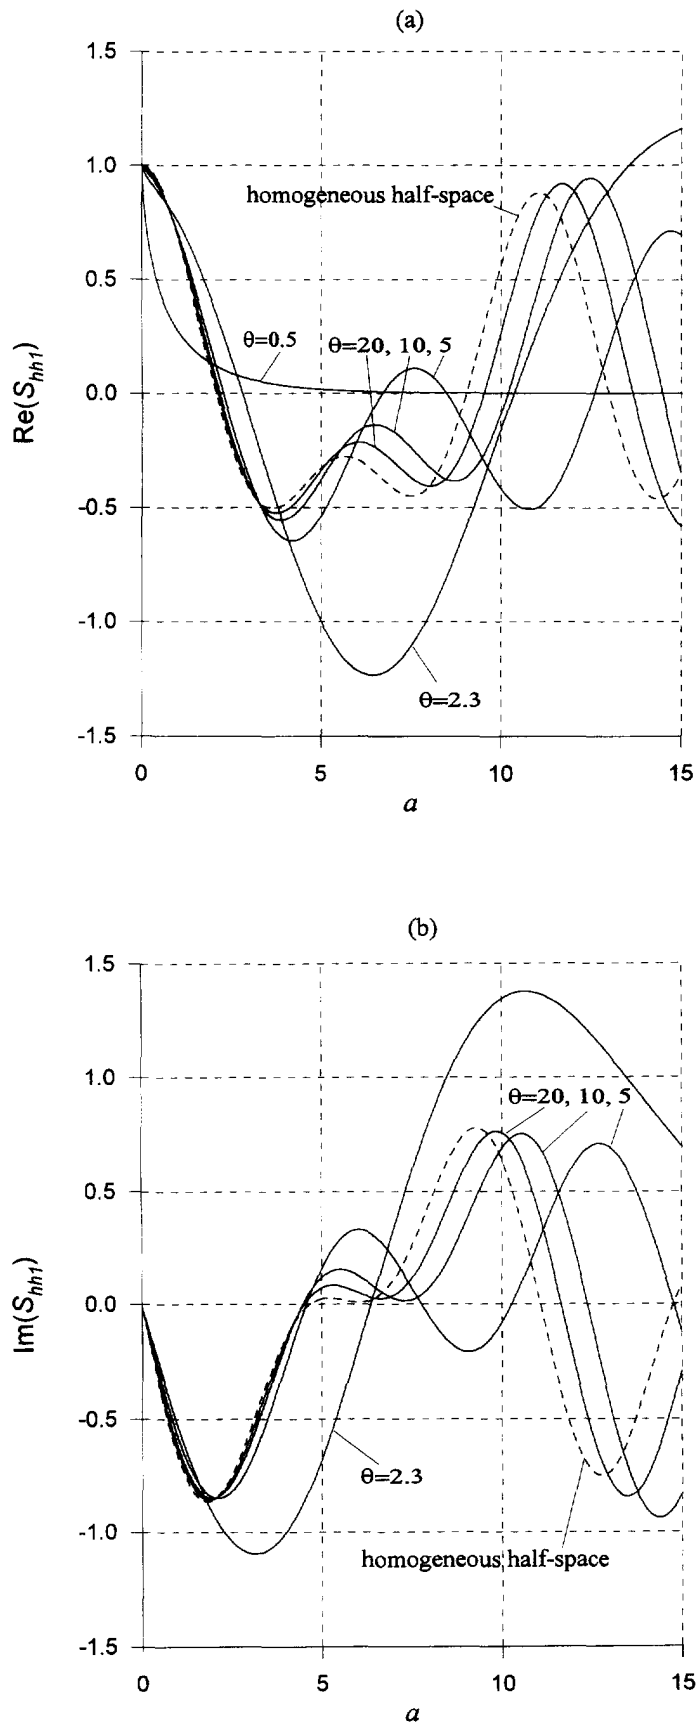 (a)
1.5
1.0
homogeneous half-space
0.5
θ=0.5
θ=20, 10, 5
Re(S_hh1)
0.0
-0.5
-1.0
θ=2.3
-1.5
0 5 10 15
a
(b)
1.5
1.0
θ=20, 10, 5
0.5
Im(S_hh1)
0.0
-0.5
θ=2.3
-1.0
homogeneous half-space
-1.5
0 5 10 15
a